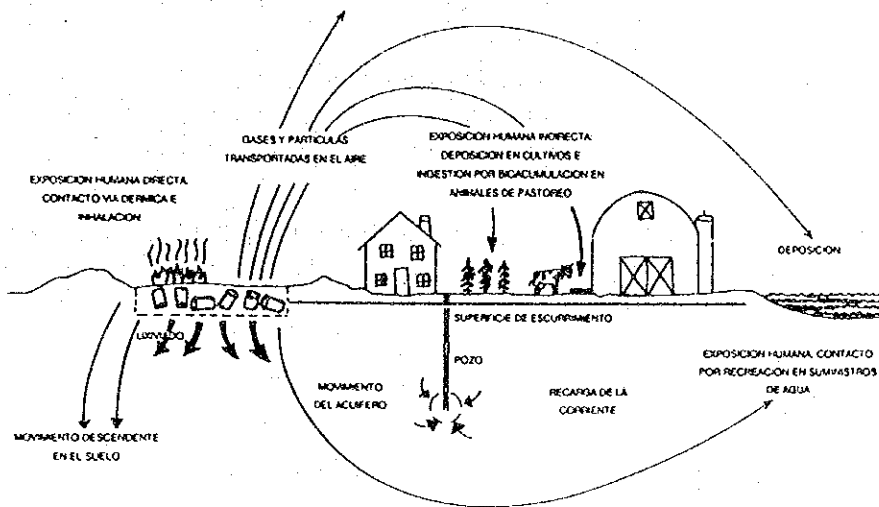 GASES Y PARTICULAS
TRANSPORTADAS EN EL AIRE
EXPOSICION HUMANA INDIRECTA:
DEPOSICION EN CULTIVOS E
INGESTION POR BIOACUMULACION EN
ANIMALES DE PASTOREO
EXPOSICION HUMANA DIRECTA,
CONTACTO VIA DERMICA E
INHALACION
DEPOSICION
LIXIVIADO
SUPERFICIE DE ESCURRIMIENTO
POZO
MOVIMIENTO
DEL ACUIFERO
RECARGA DE LA
CORRIENTE
EXPOSICION HUMANA, CONTACTO
POR RECREACION EN SUMINISTROS
DE AGUA
MOVIMIENTO DESCENDENTE
EN EL SUELO